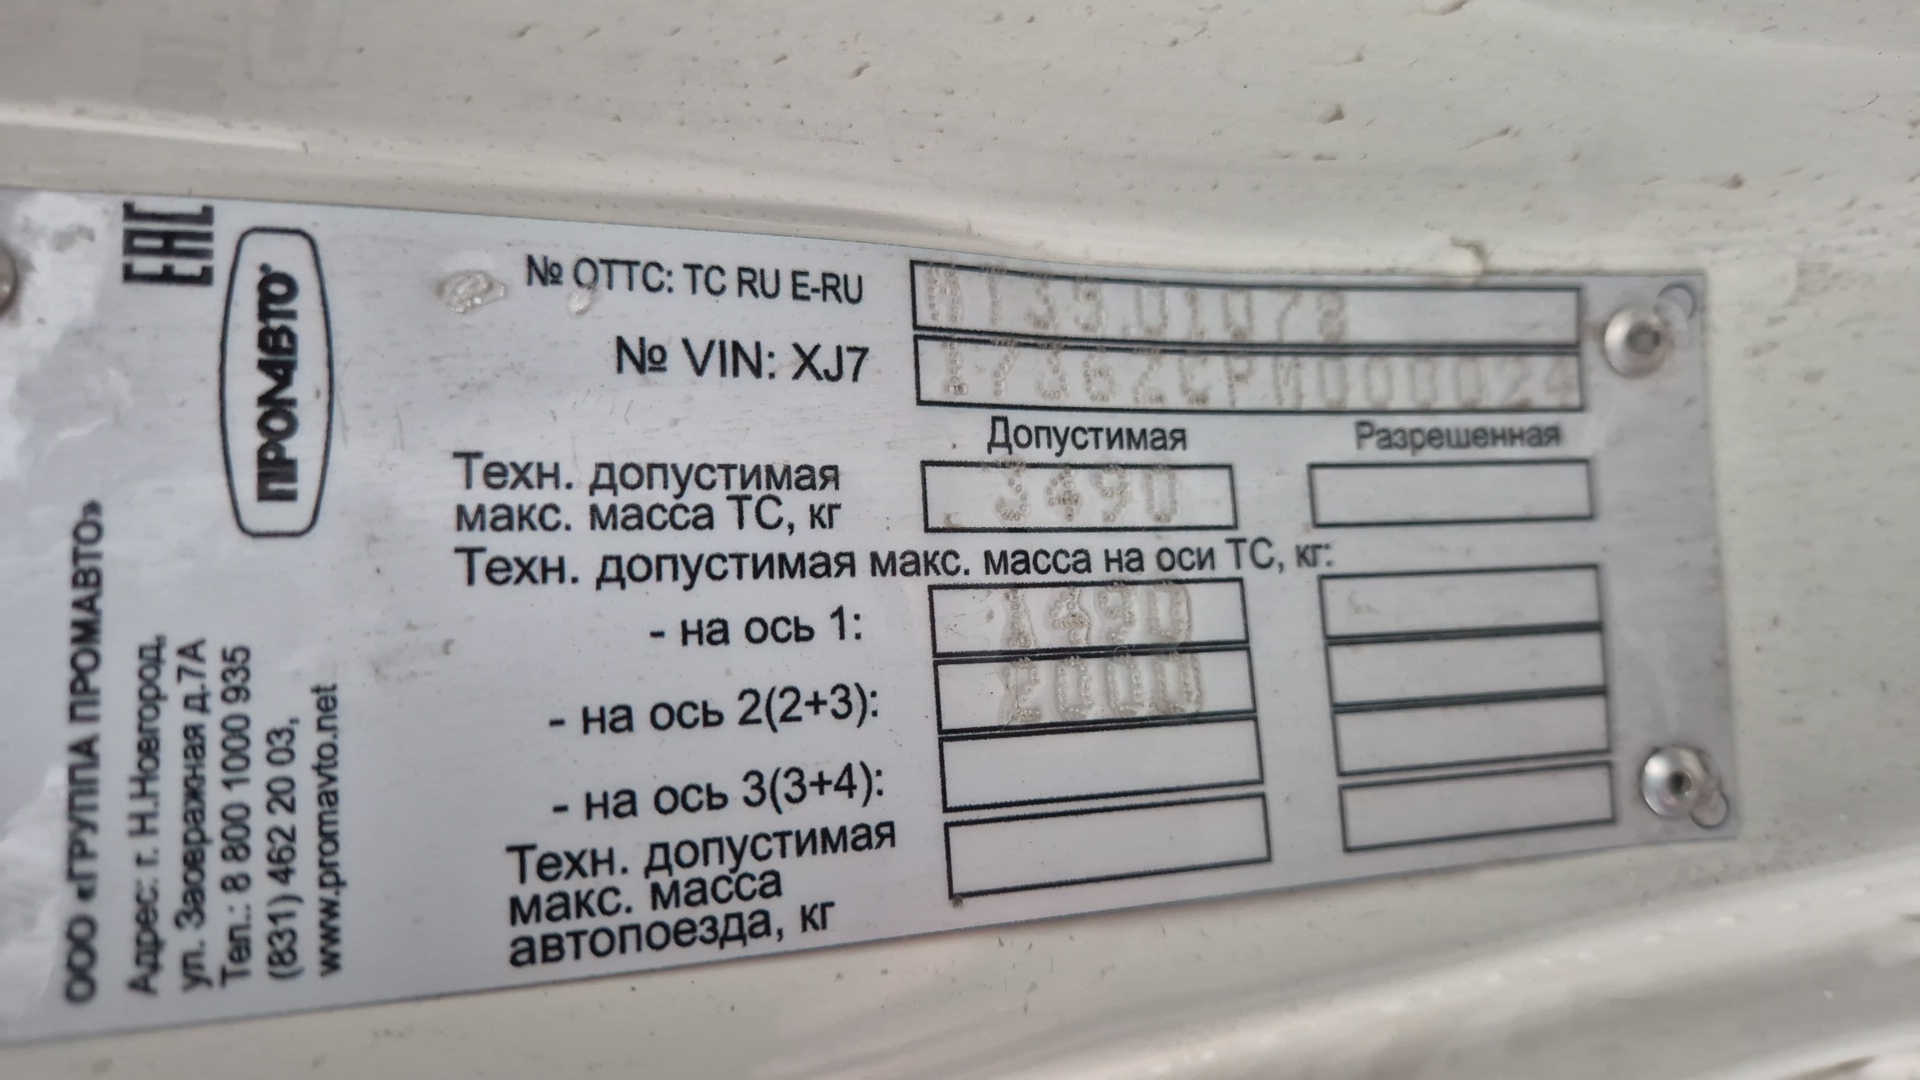 ООО «ГРУППА ПРОМАВТО»
Адрес: г. Н.Новгород,
ул. Заовражная д.7А
Тел.: 8 800 1000 935
(831) 462 20 03,
www.promavto.net
ЕАС
ПРОМАВТО
№ ОТТС: ТС RU E-RU
№ VIN: XJ7
Допустимая Разрешенная
Техн. допустимая
макс. масса ТС, кг 3490
Техн. допустимая макс. масса на оси ТС, кг:
- на ось 1:
- на ось 2(2+3): 2000
- на ось 3(3+4):
Техн. допустимая
макс. масса
автопоезда, кг